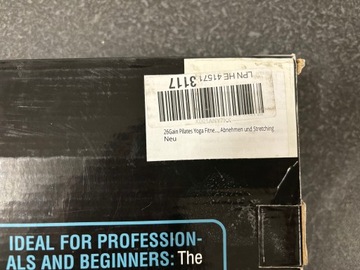 LPN HE 41571 3117
26Gain Pilates Yoga Fitne... Abnehmen und Stretching
Neu
IDEAL FOR PROFESSION-
ALS AND BEGINNERS: The